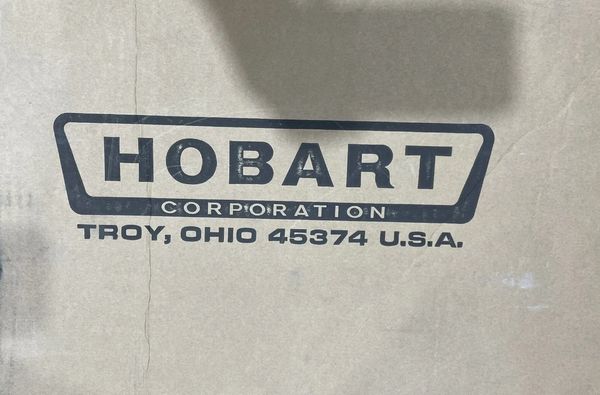 HOBART
CORPORATION
TROY, OHIO 45374 U.S.A.